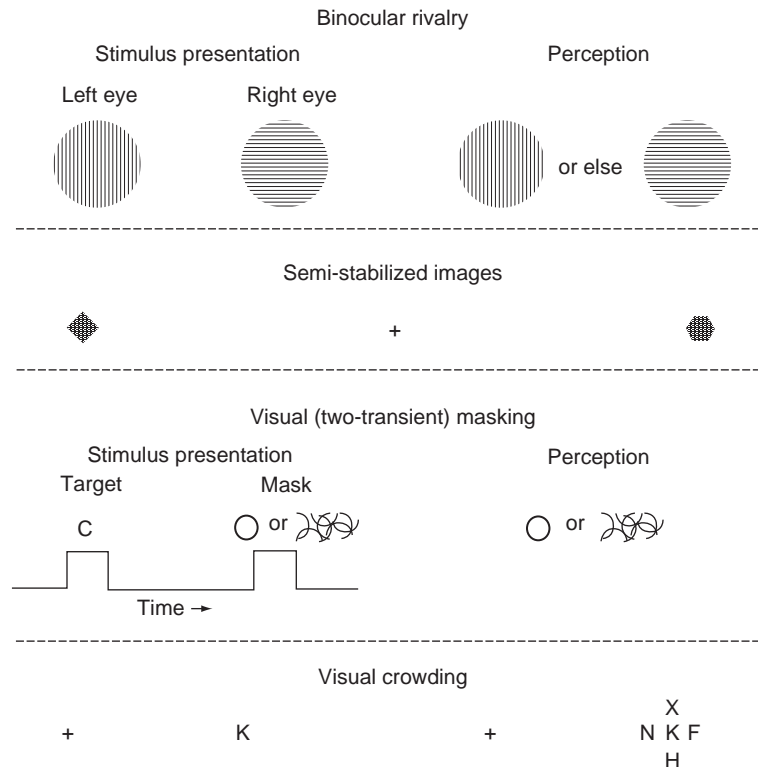 Binocular rivalry
Stimulus presentation Perception
Left eye Right eye
or else
Semi-stabilized images
+
Visual (two-transient) masking
Stimulus presentation Perception
Target Mask
C or or
Time →
Visual crowding
X
+ K + N K F
H